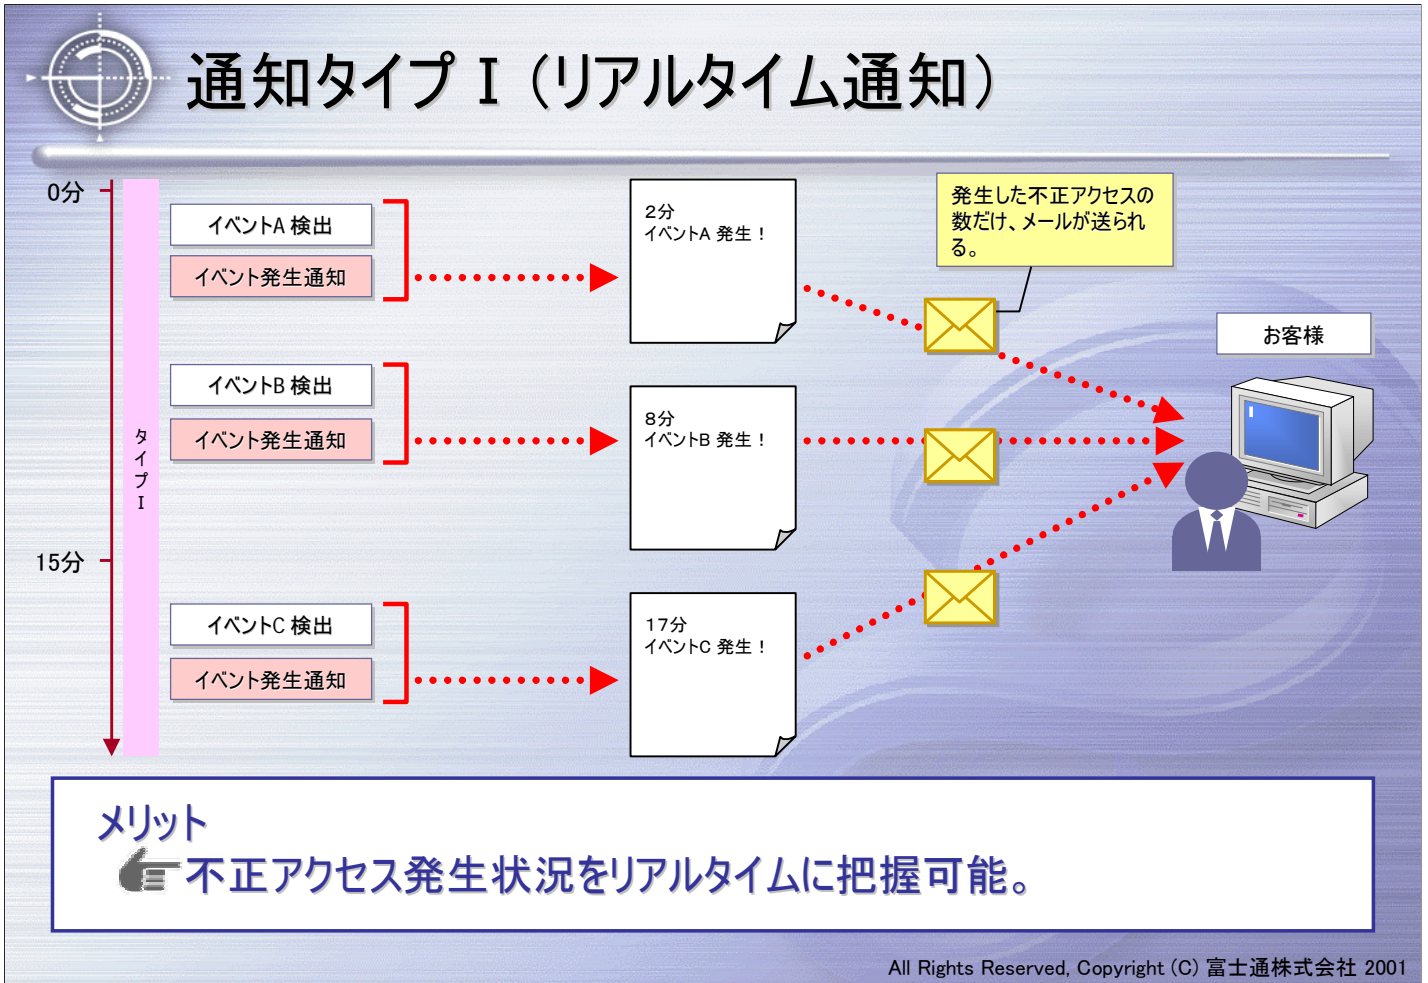 通知タイプⅠ（リアルタイム通知）
0分
イベントA 検出
イベント発生通知
2分
イベントA 発生！
発生した不正アクセスの
数だけ、メールが送られ
る。
お客様
イベントB 検出
イベント発生通知
8分
イベントB 発生！
タイプⅠ
15分
イベントC 検出
イベント発生通知
17分
イベントC 発生！
メリット
不正アクセス発生状況をリアルタイムに把握可能。
All Rights Reserved, Copyright (C) 富士通株式会社 2001